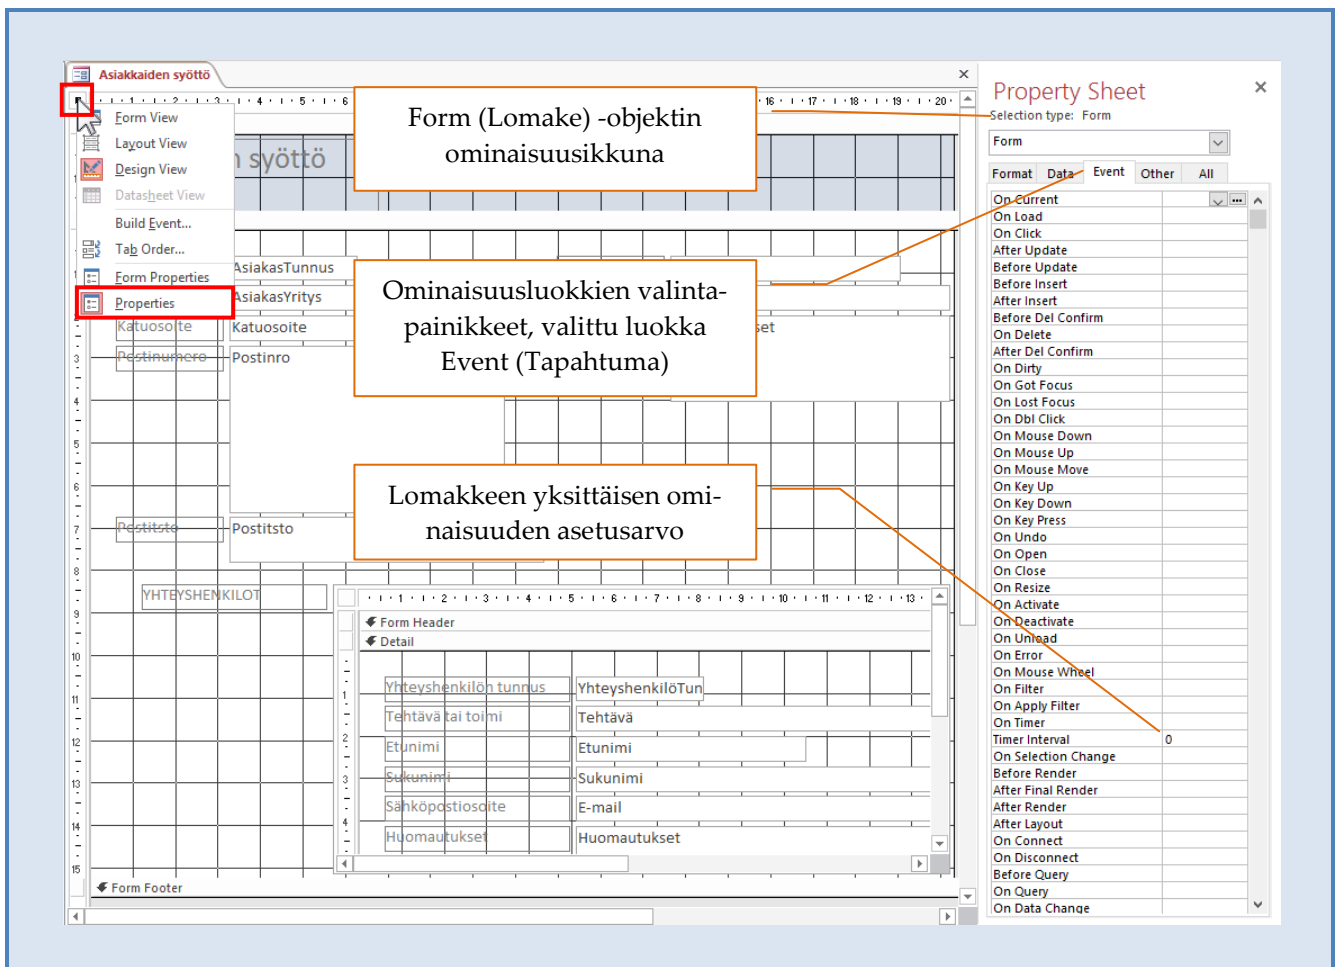 Asiakkaiden syöttö
Form View
Layout View
Design View
Datasheet View
Build Event...
Tab Order...
Form Properties
Properties
syöttö
Form (Lomake) -objektin
ominaisuusikkuna
Ominaisuusluokkien valinta-
painikkeet, valittu luokka
Event (Tapahtuma)
Lomakkeen yksittäisen omi-
naisuuden asetusarvo
AsiakasTunnus
AsiakasYritys
Katuosoite Katuosoite
Postinumero Postinro
Postitsto Postitsto
YHTEYSHENKILOT
Form Header
Detail
Yhteyshenkilön tunnus YhteyshenkilöTun
Tehtävä tai toimi Tehtävä
Etunimi Etunimi
Sukunimi Sukunimi
Sähköpostiosoite E-mail
Huomautukset Huomautukset
Form Footer
Property Sheet
Selection type: Form
Form
Format Data Event Other All
On Current
On Load
On Click
After Update
Before Update
Before Insert
After Insert
Before Del Confirm
On Delete
After Del Confirm
On Dirty
On Got Focus
On Lost Focus
On Dbl Click
On Mouse Down
On Mouse Up
On Mouse Move
On Key Up
On Key Down
On Key Press
On Undo
On Open
On Close
On Resize
On Activate
On Deactivate
On Unload
On Error
On Mouse Wheel
On Filter
On Apply Filter
On Timer
Timer Interval 0
On Selection Change
Before Render
After Final Render
After Render
After Layout
On Connect
On Disconnect
Before Query
On Query
On Data Change